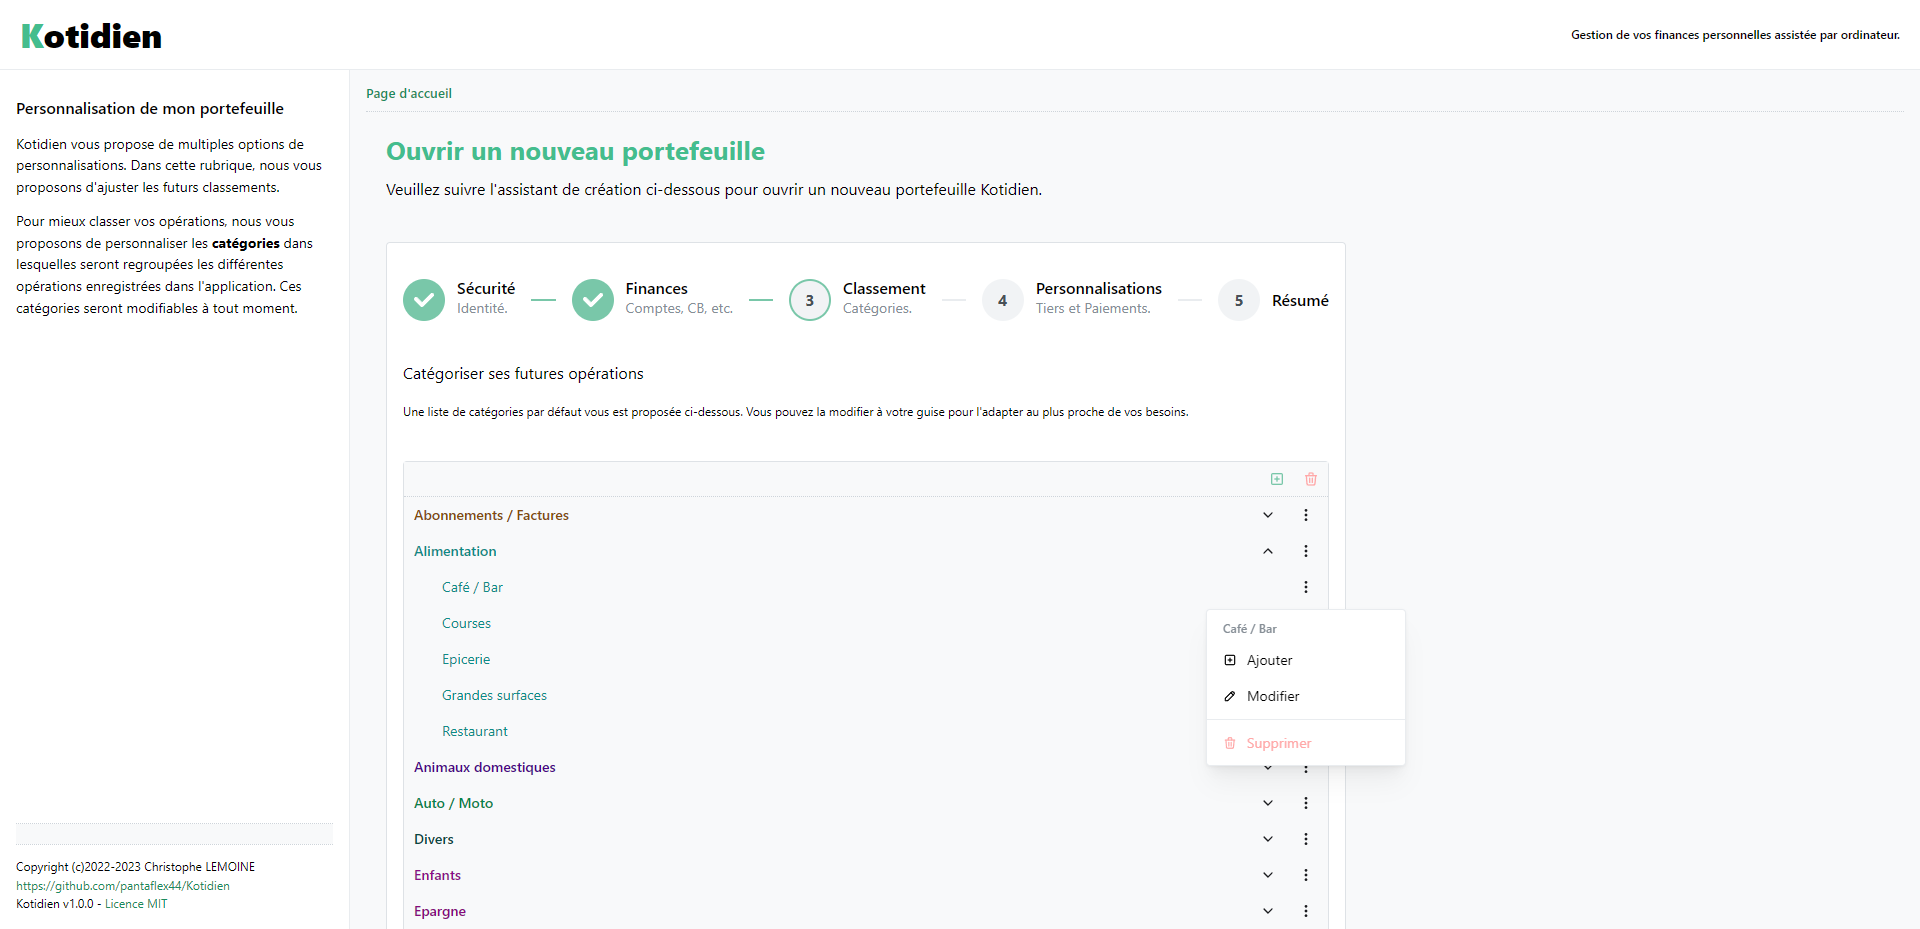 Kotidien
Gestion de vos finances personnelles assistée par ordinateur.
Personnalisation de mon portefeuille
Kotidien vous propose de multiples options de
personnalisations. Dans cette rubrique, nous vous
proposons d'ajuster les futurs classements.
Pour mieux classer vos opérations, nous vous
proposons de personnaliser les catégories dans
lesquelles seront regroupées les différentes
opérations enregistrées dans l'application. Ces
catégories seront modifiables à tout moment.
Copyright (c)2022-2023 Christophe LEMOINE
https://github.com/pantaflex44/Kotidien
Kotidien v1.0.0 - Licence MIT
Page d'accueil
Ouvrir un nouveau portefeuille
Veuillez suivre l'assistant de création ci-dessous pour ouvrir un nouveau portefeuille Kotidien.
Sécurité
Identité.
Finances
Comptes, CB, etc.
3
Classement
Catégories.
4
Personnalisations
Tiers et Paiements.
5
Résumé
Catégoriser ses futures opérations
Une liste de catégories par défaut vous est proposée ci-dessous. Vous pouvez la modifier à votre guise pour l'adapter au plus proche de vos besoins.
Abonnements / Factures
Alimentation
Café / Bar
Courses
Epicerie
Grandes surfaces
Restaurant
Animaux domestiques
Auto / Moto
Divers
Enfants
Epargne
Café / Bar
Ajouter
Modifier
Supprimer